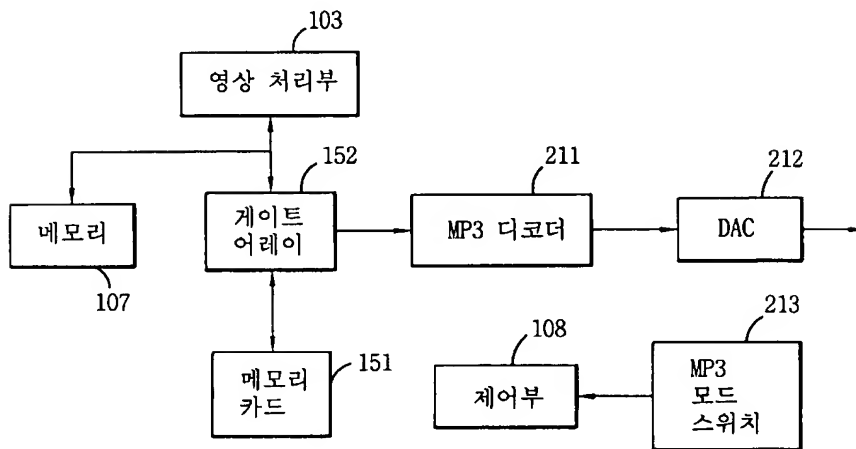 103
영상 처리부
152
211
212
메모리
게이트
어레이
MP3 디코더
DAC
107
213
108
151
메모리
카드
제어부
MP3
모드
스위치